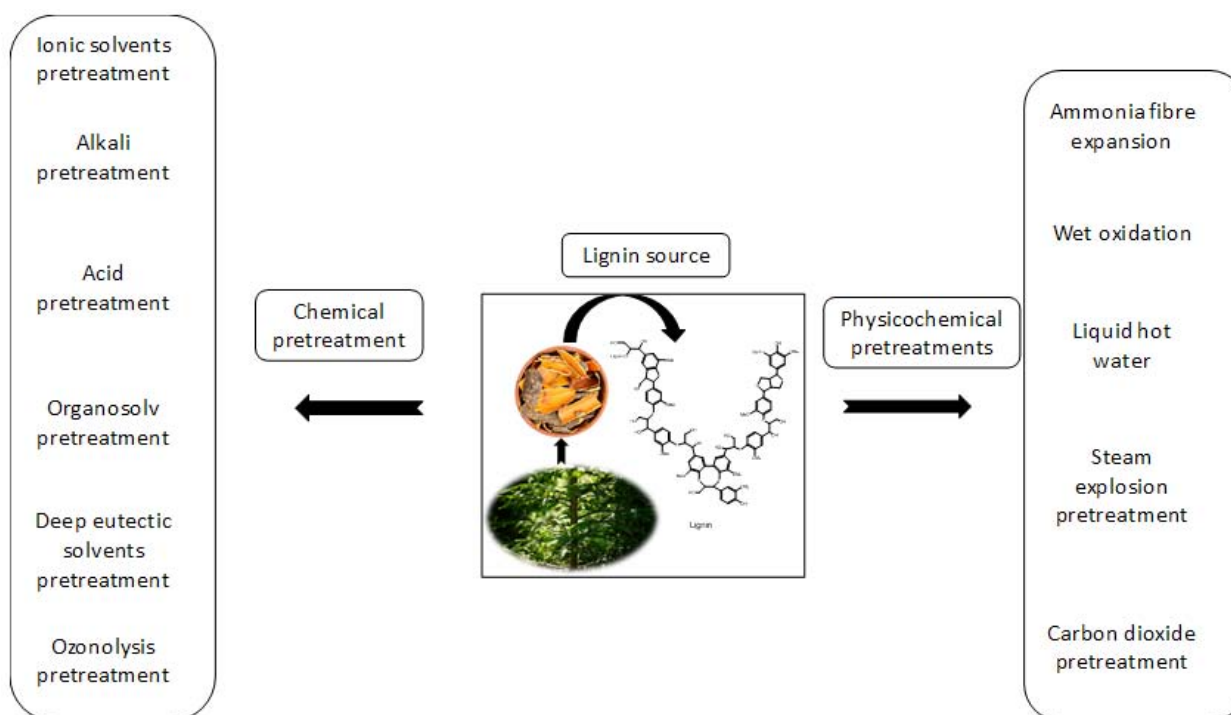 Ionic solvents
pretreatment
Alkali
pretreatment
Acid
pretreatment
Organosolv
pretreatment
Deep eutectic
solvents
pretreatment
Ozonolysis
pretreatment
Chemical
pretreatment
Lignin source
Lignin
Physicochemical
pretreatments
Ammonia fibre
expansion
Wet oxidation
Liquid hot
water
Steam
explosion
pretreatment
Carbon dioxide
pretreatment